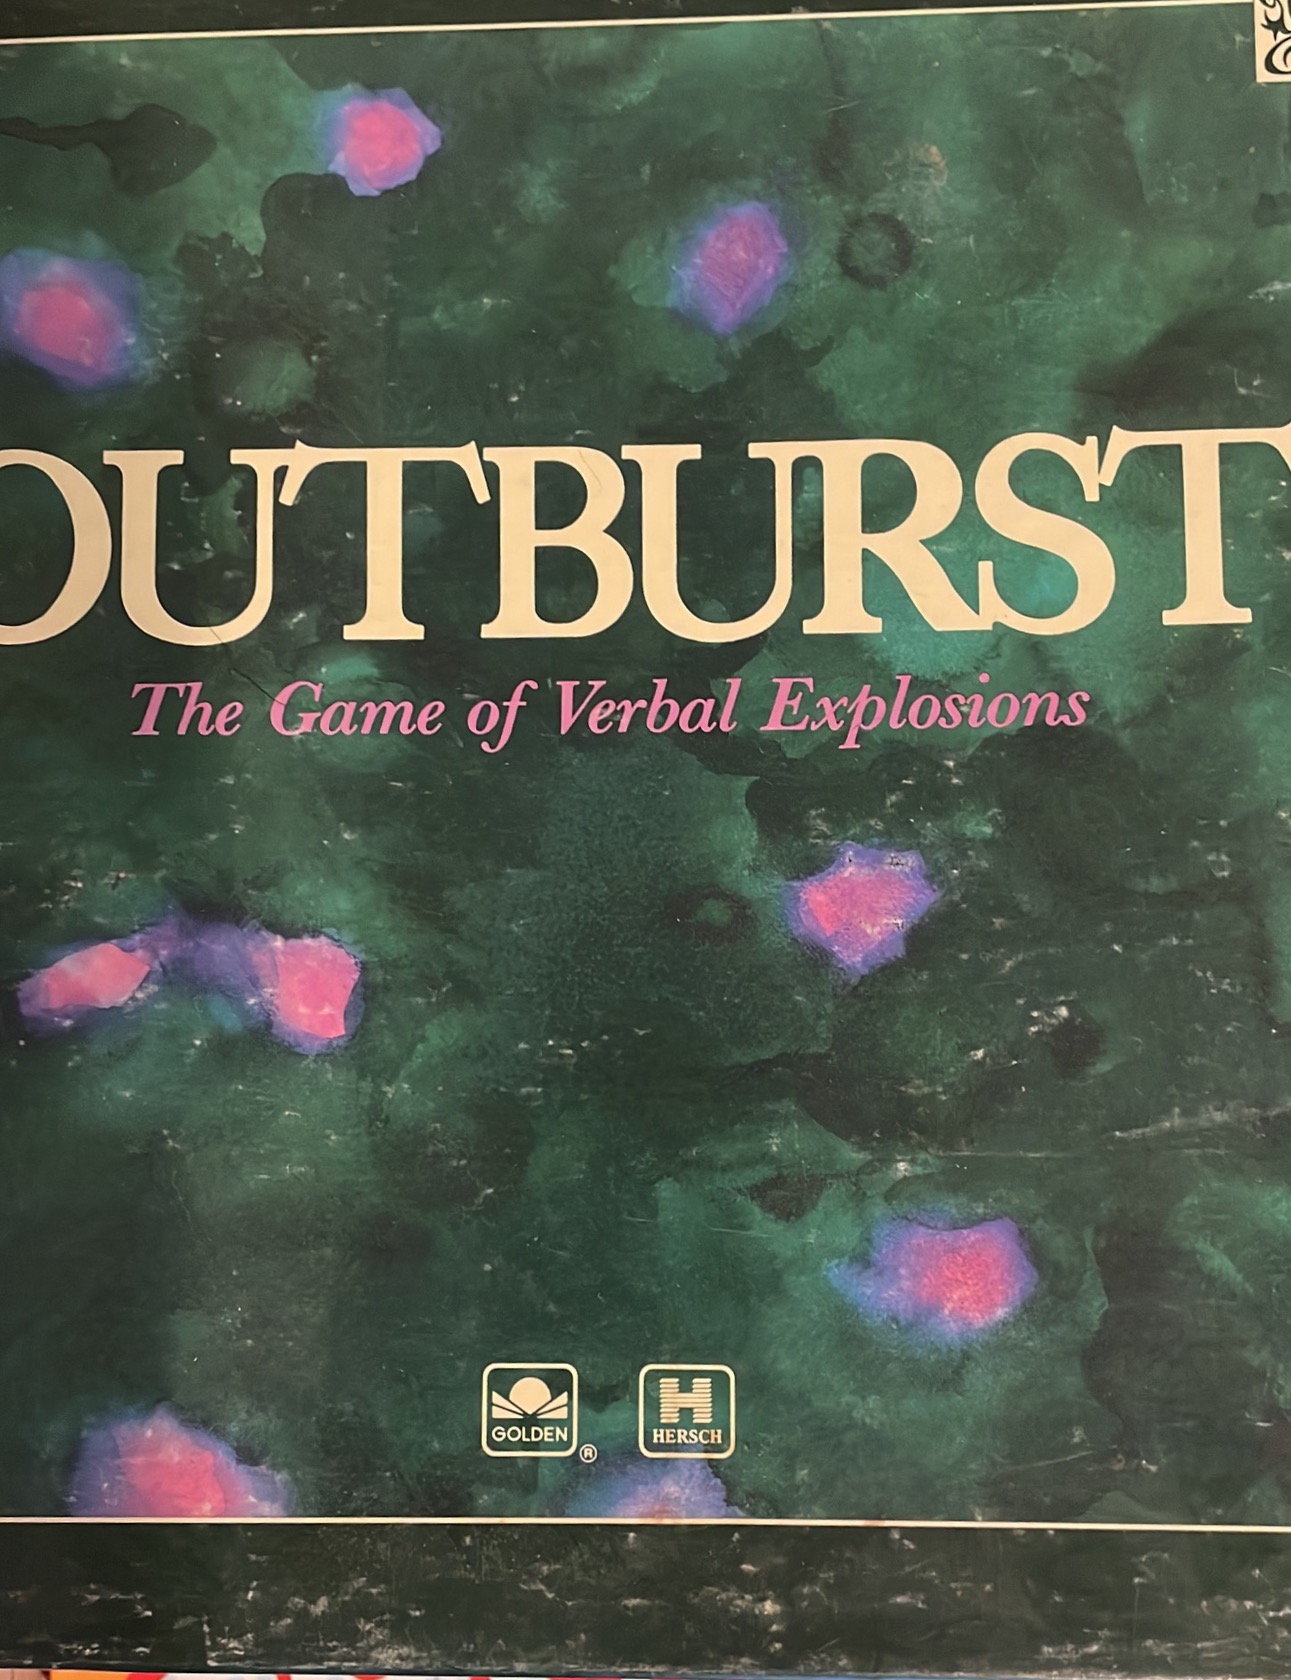 OUTBURST
The Game of Verbal Explosions
GOLDEN ®
HERSCH